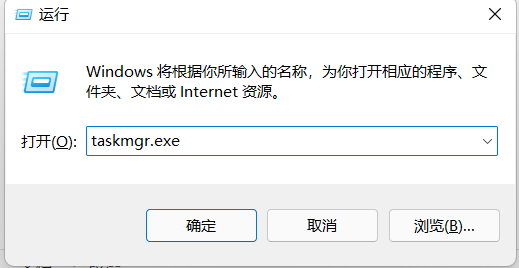 运行
Windows 将根据你所输入的名称，为你打开相应的程序、文
件夹、文档或 Internet 资源。
打开(O): taskmgr.exe
确定 取消 浏览(B)...